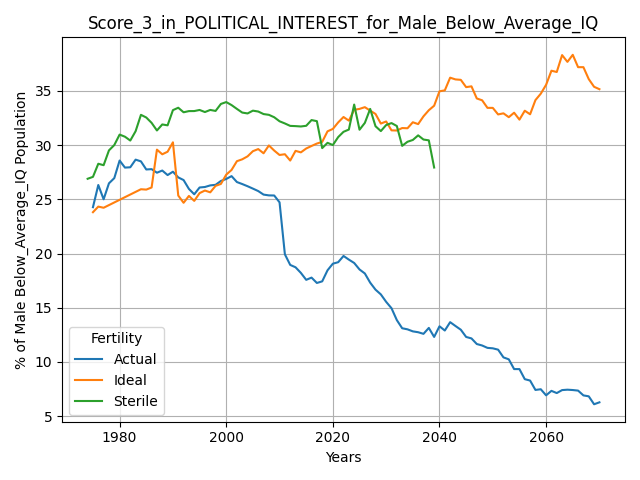 Score_3_in_POLITICAL_INTEREST_for_Male_Below_Average_IQ
% of Male Below_Average_IQ Population
35
30
25
20
15
10
5
Fertility
Actual
Ideal
Sterile
1980 2000 2020 2040 2060
Years